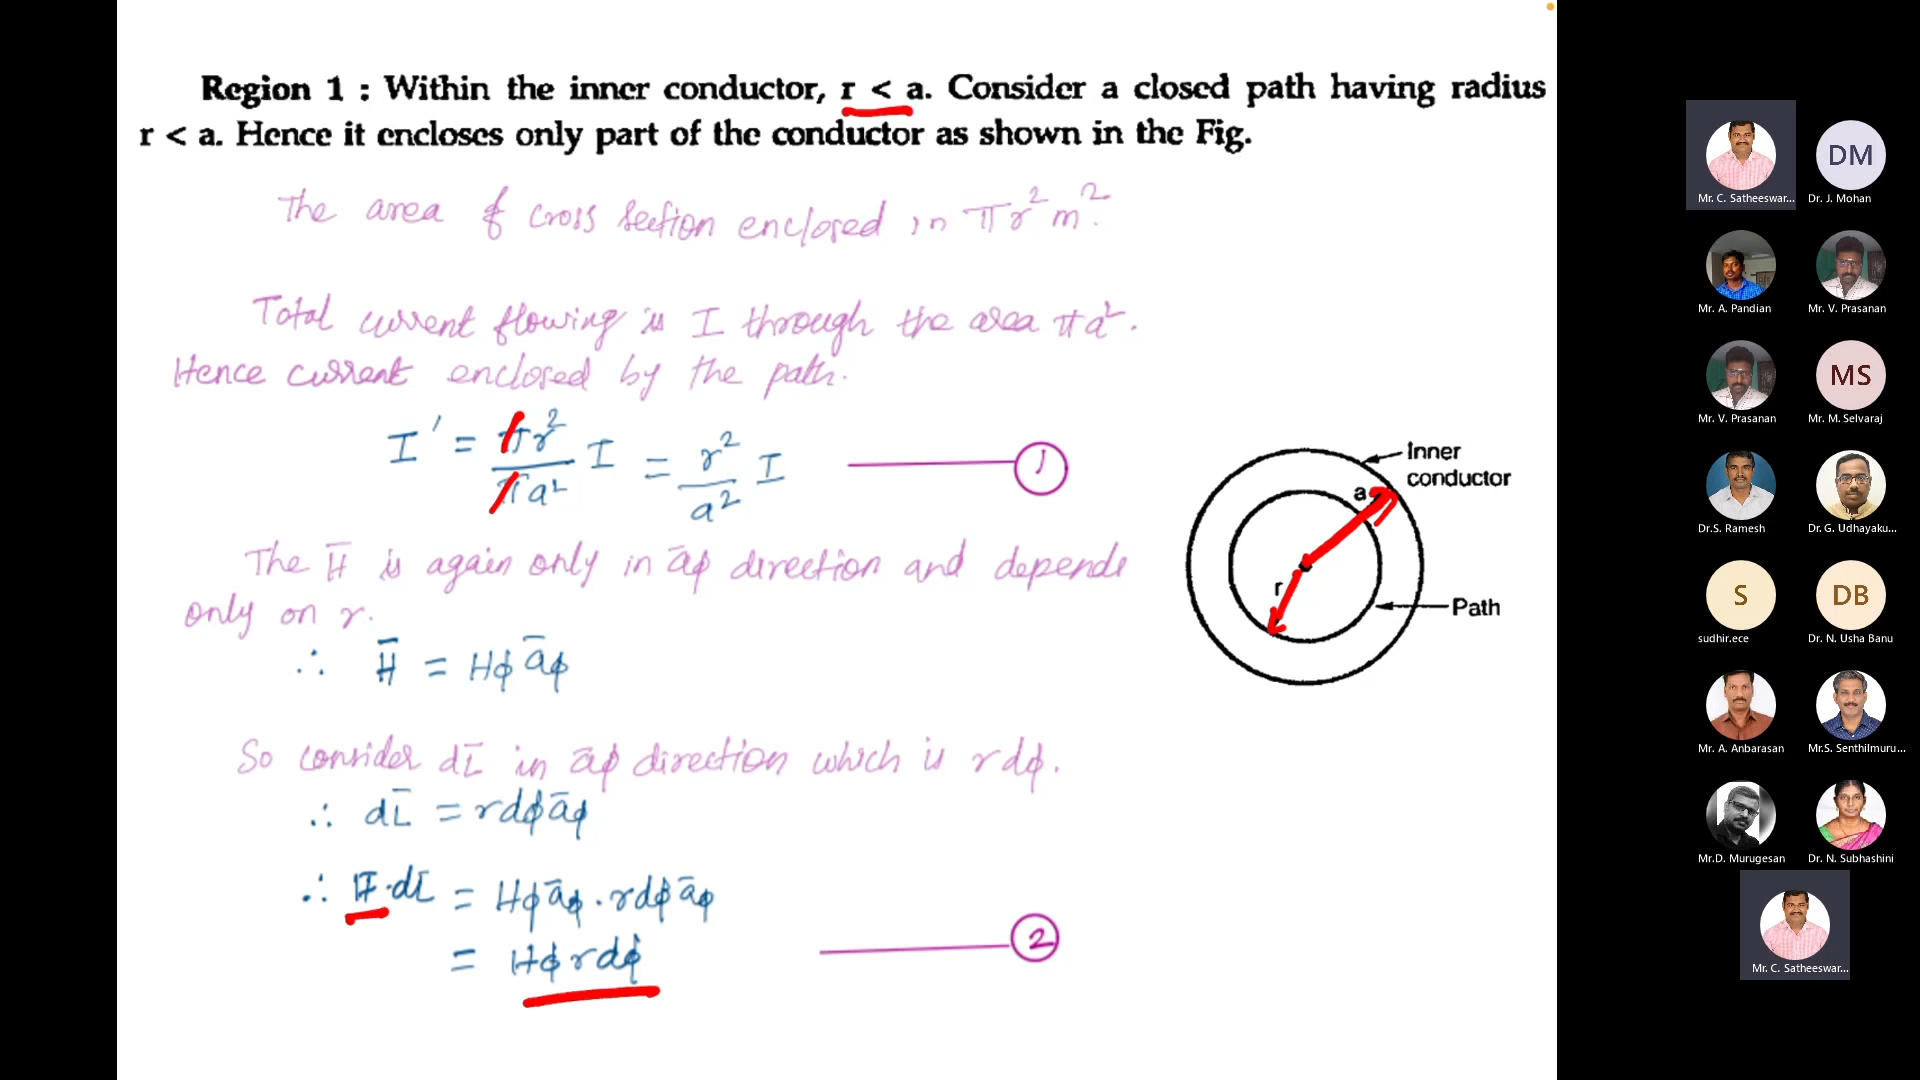 Region 1 : Within the inner conductor, r < a. Consider a closed path having radius
r < a. Hence it encloses only part of the conductor as shown in the Fig.
The area of cross section enclosed in πr² m².
Total current flowing is I through the area πa².
Hence current enclosed by the path.
I' = πr²/πa² I = r²/a² I ——— ①
The H̄ is again only in āϕ direction and depends
only on r.
∴ H̄ = Hϕ āϕ
So consider dL̄ in āϕ direction which is rdϕ.
∴ dL̄ = rdϕ āϕ
∴ H̄·dL̄ = Hϕ āϕ · rdϕ āϕ
= Hϕ rdϕ ——— ②
Inner
conductor
a
r
Path
Mr. C. Satheeswar...
Dr. J. Mohan
DM
Mr. A. Pandian
Mr. V. Prasanan
Mr. V. Prasanan
MS
Mr. M. Selvaraj
Dr.S. Ramesh
Dr. G. Udhayaku...
S
sudhir.ece
DB
Dr. N. Usha Banu
Mr. A. Anbarasan
Mr.S. Senthilmuru...
Mr.D. Murugesan
Dr. N. Subhashini
Mr. C. Satheeswar...